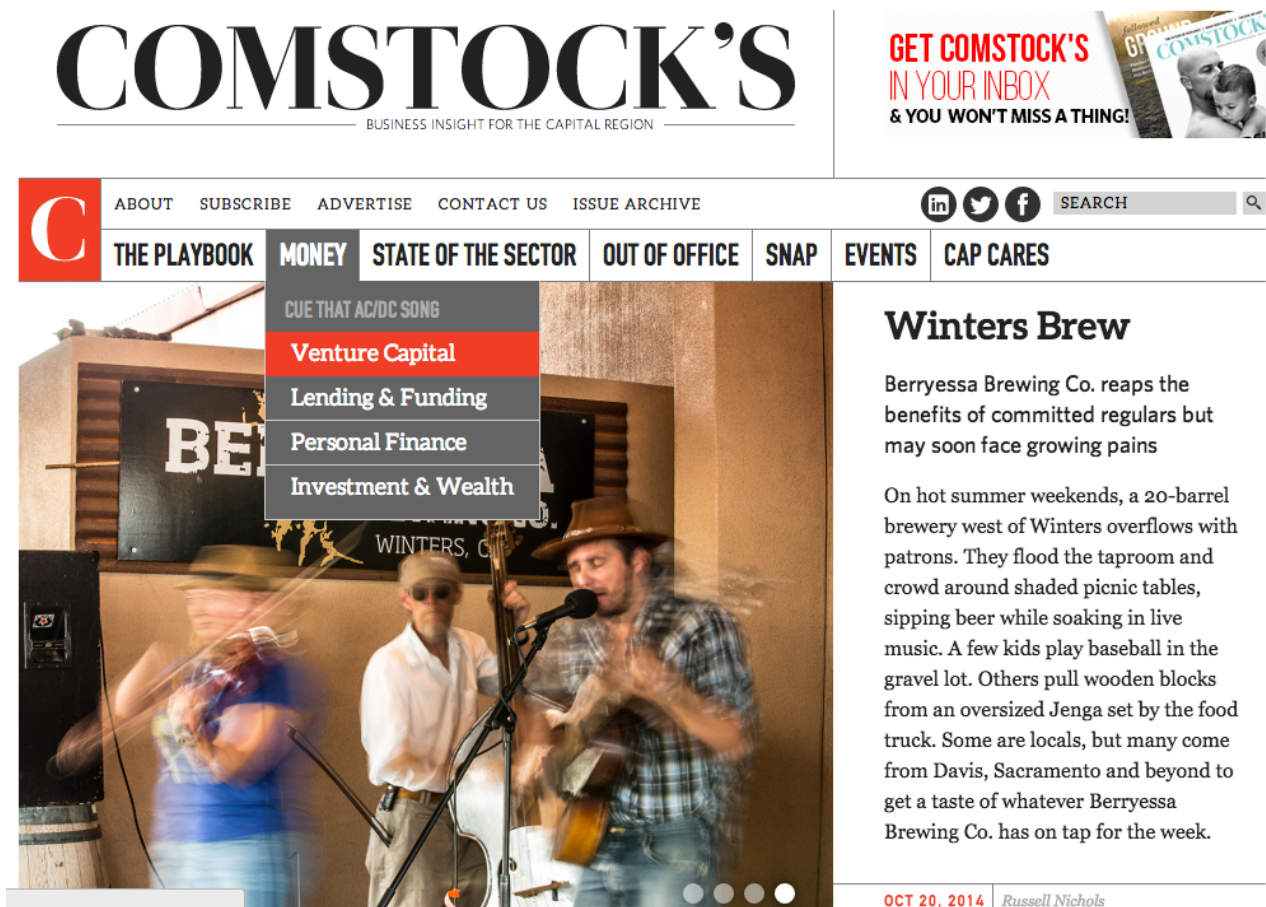 COMSTOCK'S
BUSINESS INSIGHT FOR THE CAPITAL REGION
GET COMSTOCK'S
IN YOUR INBOX
& YOU WON'T MISS A THING!
COMSTOCK'
C
ABOUT SUBSCRIBE ADVERTISE CONTACT US ISSUE ARCHIVE
in f SEARCH
THE PLAYBOOK MONEY STATE OF THE SECTOR OUT OF OFFICE SNAP EVENTS CAP CARES
CUE THAT AC/DC SONG
Venture Capital
Lending & Funding
Personal Finance
Investment & Wealth
WINTERS, C
Winters Brew
Berryessa Brewing Co. reaps the
benefits of committed regulars but
may soon face growing pains
On hot summer weekends, a 20-barrel
brewery west of Winters overflows with
patrons. They flood the taproom and
crowd around shaded picnic tables,
sipping beer while soaking in live
music. A few kids play baseball in the
gravel lot. Others pull wooden blocks
from an oversized Jenga set by the food
truck. Some are locals, but many come
from Davis, Sacramento and beyond to
get a taste of whatever Berryessa
Brewing Co. has on tap for the week.
OCT 20, 2014 Russell Nichols